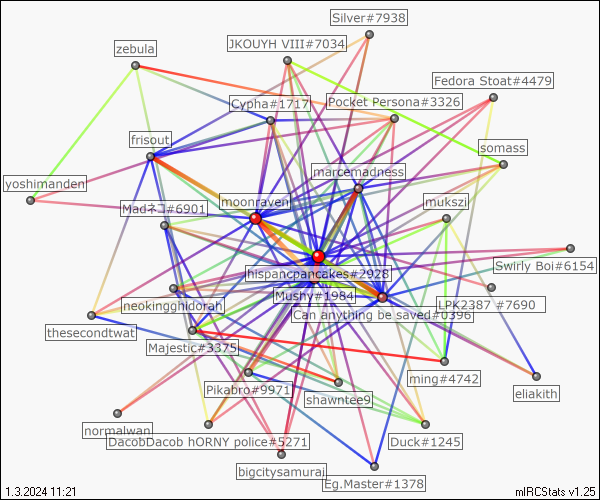 Silver#7938
JKOUYH VIII#7034
zebula
Fedora Stoat#4479
Pocket Persona#3326
Cypha#1717
frisout
somass
marcemadness
yoshimanden
moonraven
mukszi
Madネコ#6901
Swirly Boi#6154
hispancpancakes#2928
Mushy#1984
LPK2387 #7690
neokingghidorah
Can anything be saved#0396
thesecondtwat
Majestic#3375
ming#4742
Pikabro#9971
eliakith
shawntee9
normalwan
DacobDacob hORNY police#5271
Duck#1245
bigcitysamurai
Eg.Master#1378
1.3.2024 11:21
mIRCStats v1.25